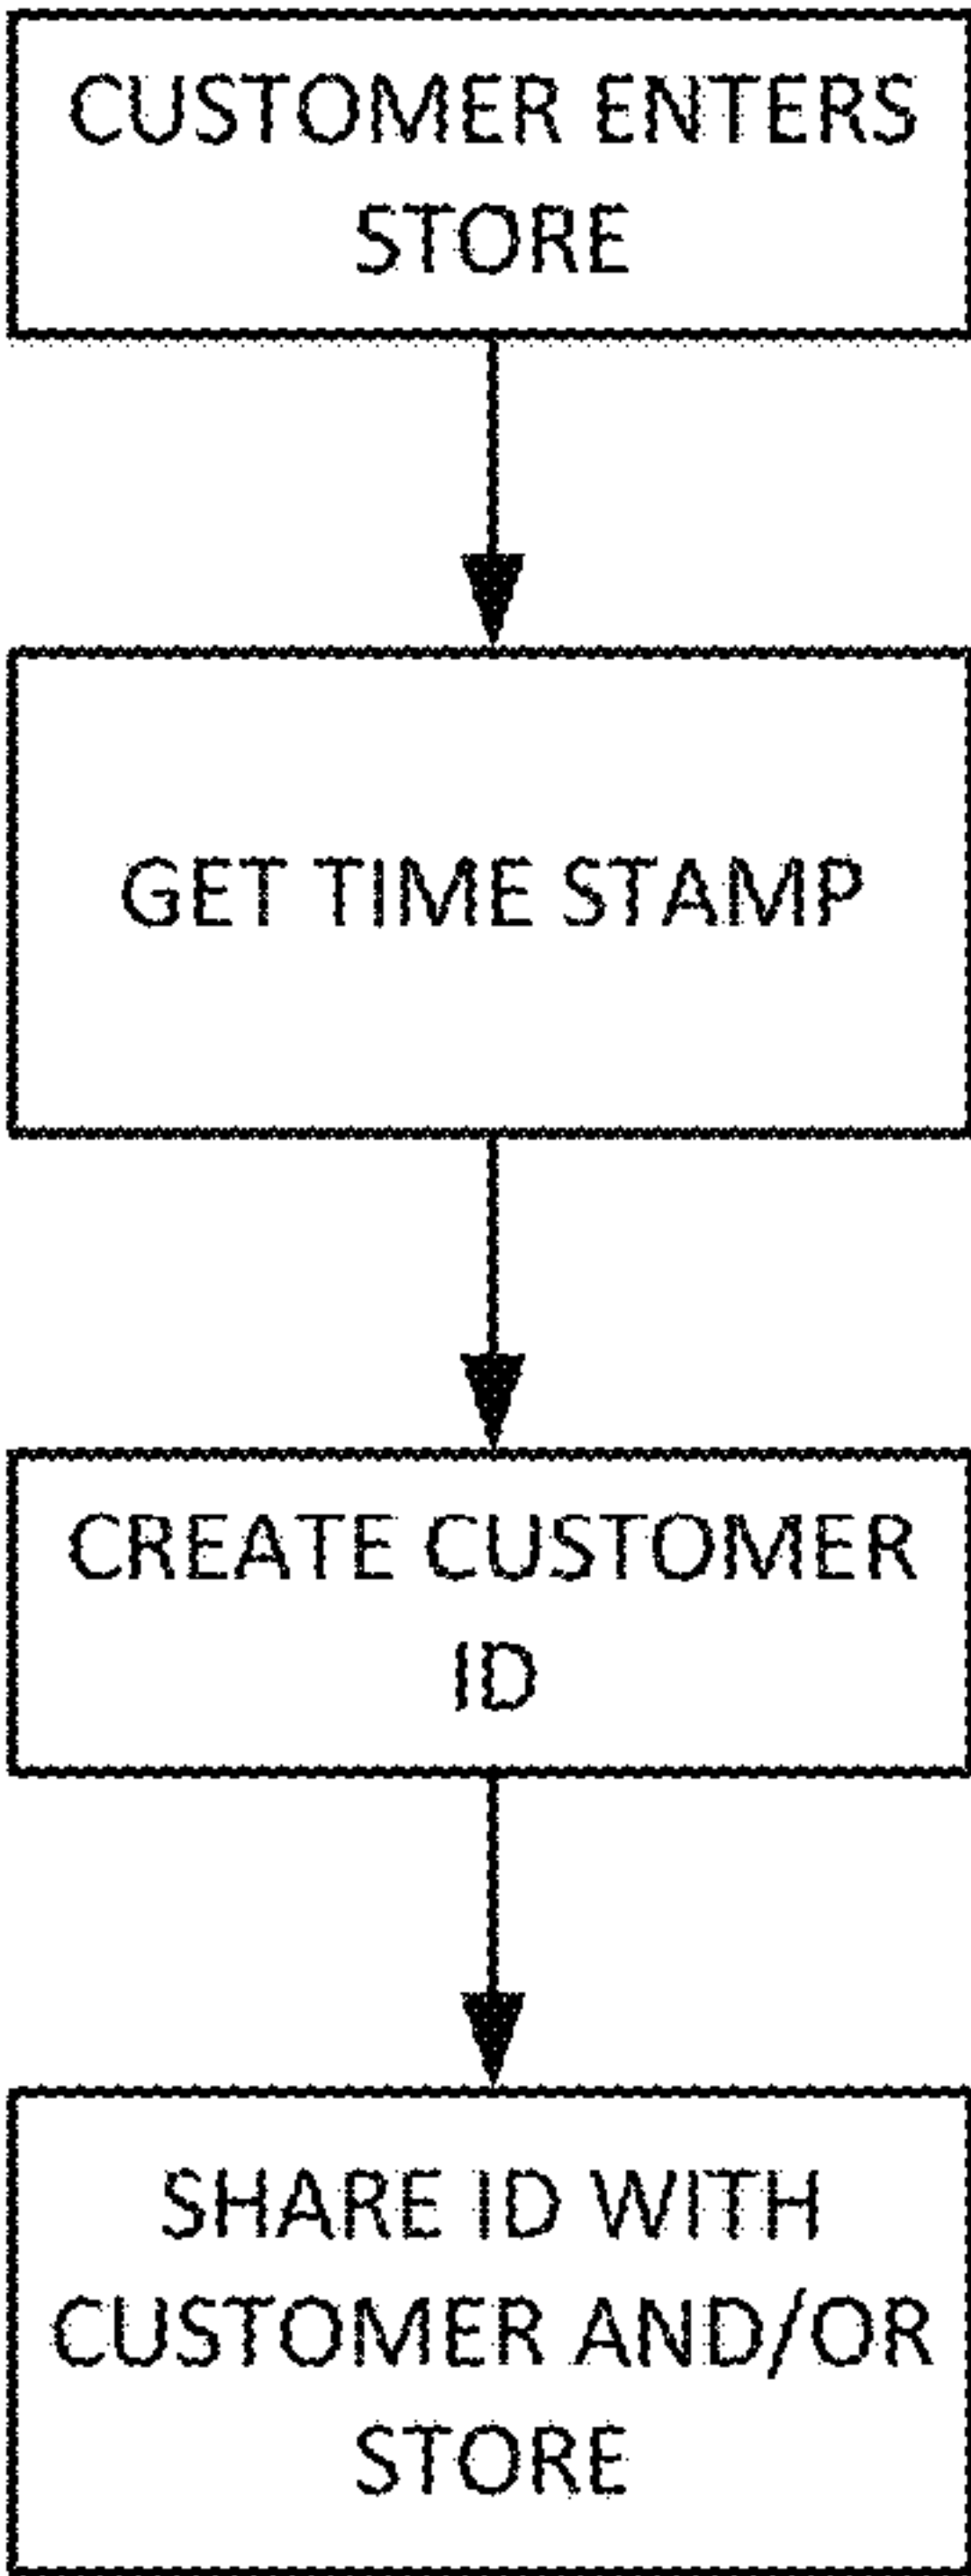 CUSTOMER ENTERS
STORE
GET TIME STAMP
CREATE CUSTOMER
ID
SHARE ID WITH
CUSTOMER AND/OR
STORE